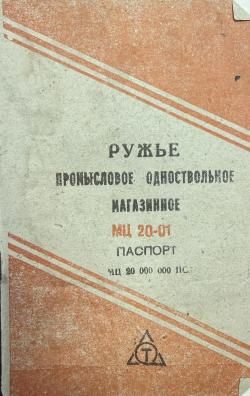 РУЖЬЕ
ПРОМЫСЛОВОЕ ОДНОСТВОЛЬНОЕ
МАГАЗИННОЕ
МЦ 20-01
ПАСПОРТ
МЦ 20 000 000 ПС
Т